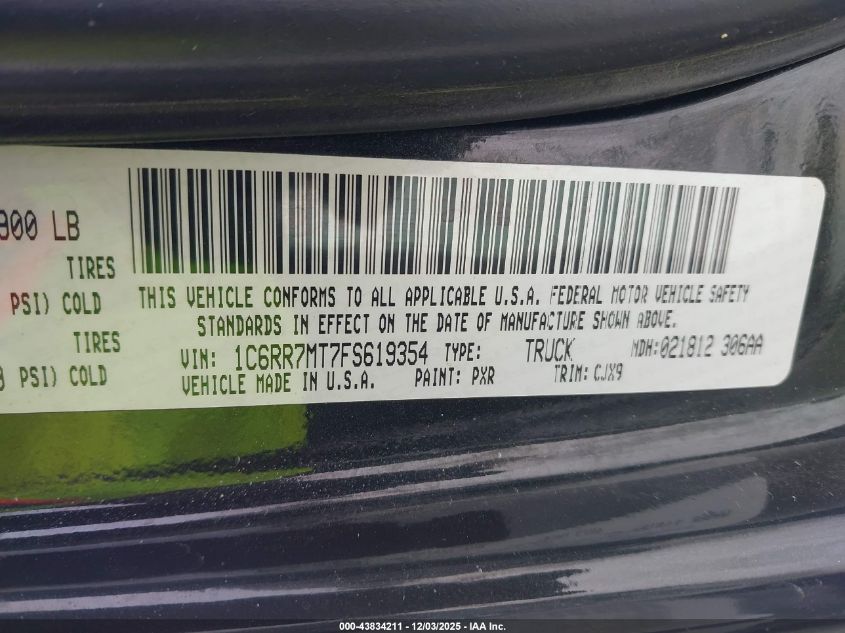 900 LB
TIRES
PSI) COLD
TIRES
PSI) COLD
THIS VEHICLE CONFORMS TO ALL APPLICABLE U.S.A. FEDERAL MOTOR VEHICLE SAFETY
STANDARDS IN EFFECT ON THE DATE OF MANUFACTURE SHOWN ABOVE.
VIN: 1C6RR7MT7FS619354 TYPE: TRUCK MDH:021812 306AA
VEHICLE MADE IN U.S.A. PAINT: PXR TRIM: CJX9
000-43834211 - 12/03/2025 - IAA Inc.